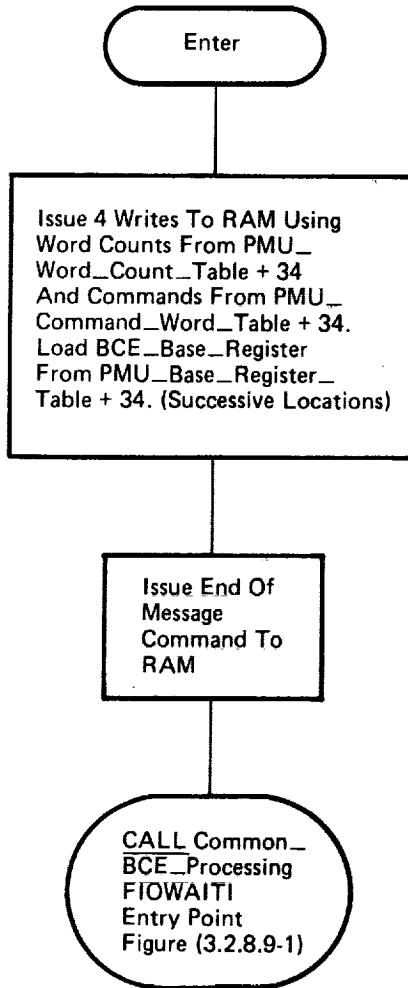 Enter
Issue 4 Writes To RAM Using
Word Counts From PMU_
Word_Count_Table + 34
And Commands From PMU_
Command_Word_Table + 34.
Load BCE_Base_Register
From PMU_Base_Register_
Table + 34. (Successive Locations)
Issue End Of
Message
Command To
RAM
CALL Common_
BCE_Processing
FIOWAITI
Entry Point
Figure (3.2.8.9-1)